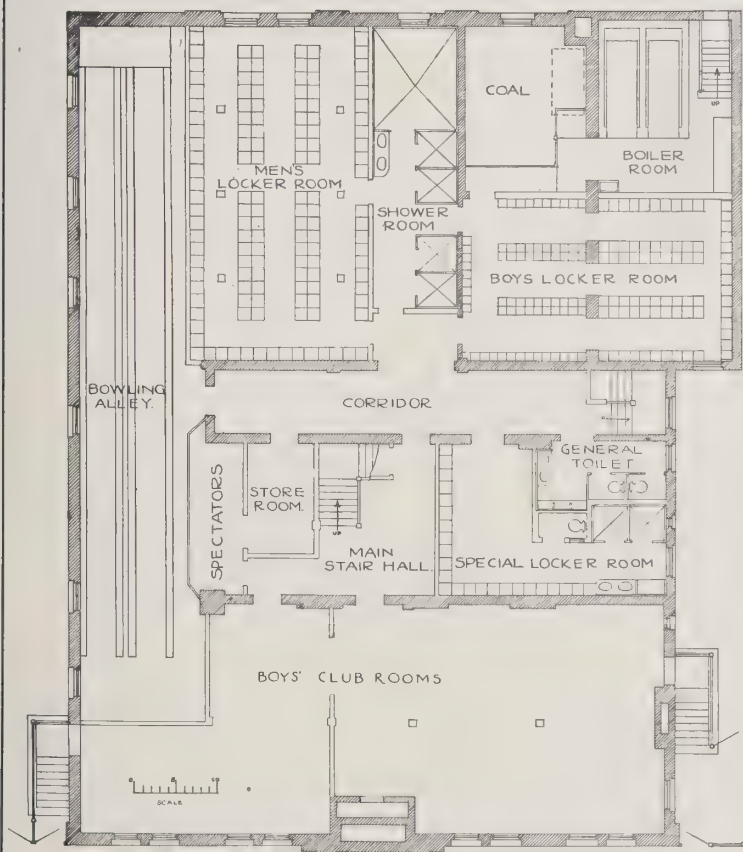 COAL
UP
BOILER
ROOM
MEN'S
LOCKER ROOM
SHOWER
ROOM
BOYS LOCKER ROOM
BOWLING
ALLEY.
CORRIDOR
GENERAL
TOILET
SPECTATORS
STORE
ROOM.
UP
MAIN
STAIR HALL.
SPECIAL LOCKER ROOM
BOYS' CLUB ROOMS
SCALE